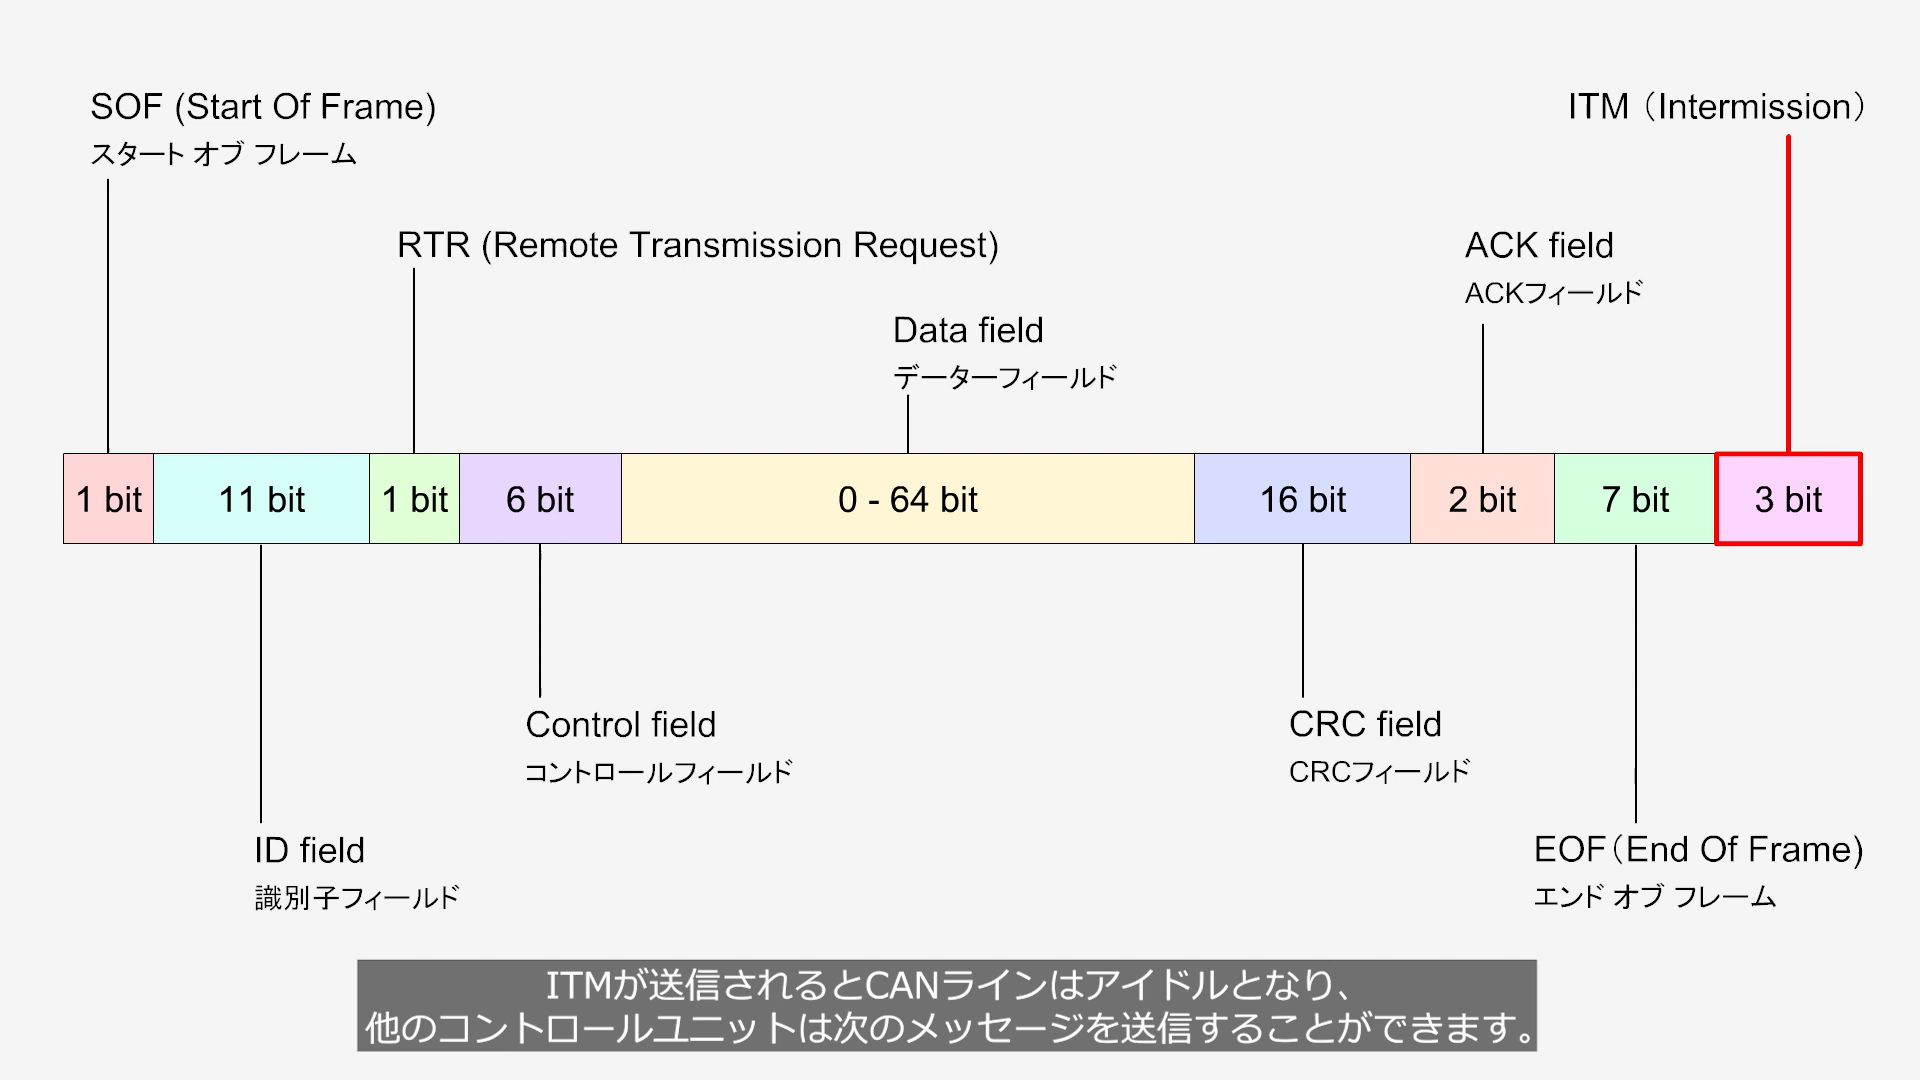 SOF (Start Of Frame)
スタート オブ フレーム
ITM（Intermission）
RTR (Remote Transmission Request)
ACK field
ACKフィールド
Data field
データーフィールド
1 bit
11 bit
1 bit
6 bit
0 - 64 bit
16 bit
2 bit
7 bit
3 bit
Control field
コントロールフィールド
CRC field
CRCフィールド
ID field
識別子フィールド
EOF（End Of Frame)
エンド オブ フレーム
ITMが送信されるとCANラインはアイドルとなり、
他のコントロールユニットは次のメッセージを送信することができます。